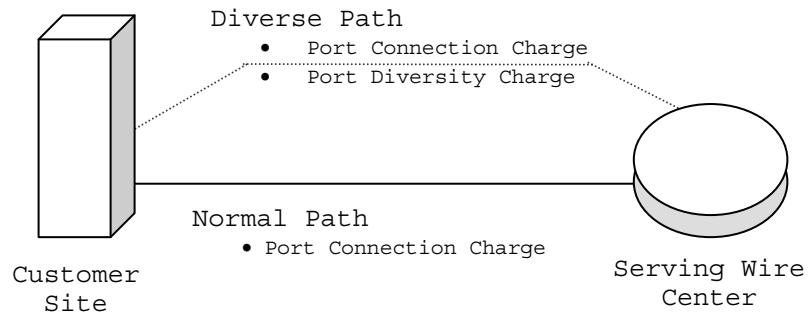 Diverse Path
• Port Connection Charge
• Port Diversity Charge
Normal Path
• Port Connection Charge
Customer
Site
Serving Wire
Center